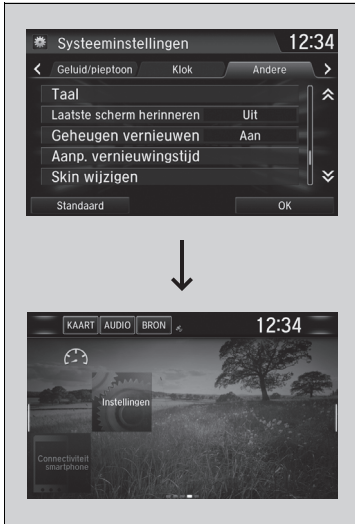 Systeeminstellingen 12:34
Geluid/pieptoon Klok Andere
Taal
Laatste scherm herinneren Uit
Geheugen vernieuwen Aan
Aanp. vernieuwingstijd
Skin wijzigen
Standaard OK
KAART AUDIO BRON 12:34
Instellingen
Connectiviteit
smartphone